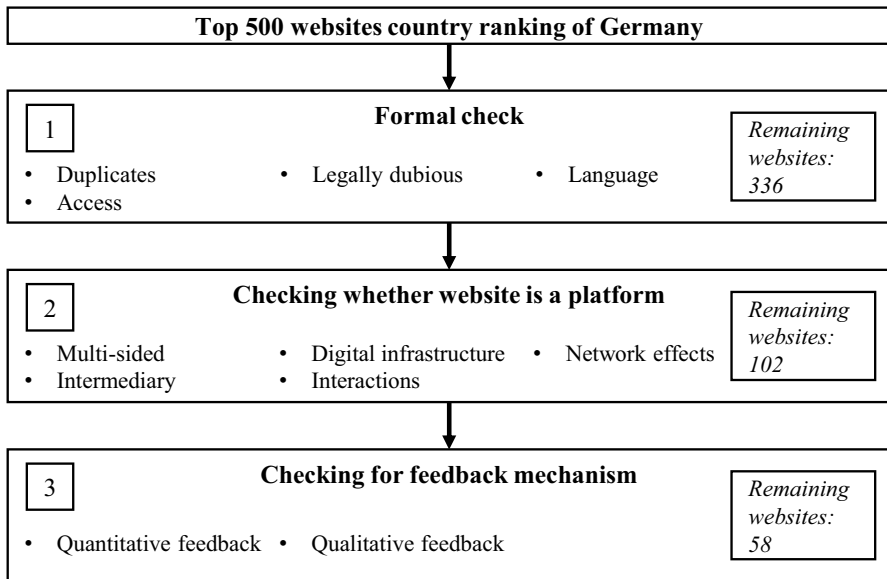 Top 500 websites country ranking of Germany
1
Formal check
• Duplicates • Legally dubious • Language
• Access
Remaining
websites:
336
2
Checking whether website is a platform
• Multi-sided • Digital infrastructure • Network effects
• Intermediary • Interactions
Remaining
websites:
102
3
Checking for feedback mechanism
• Quantitative feedback • Qualitative feedback
Remaining
websites:
58